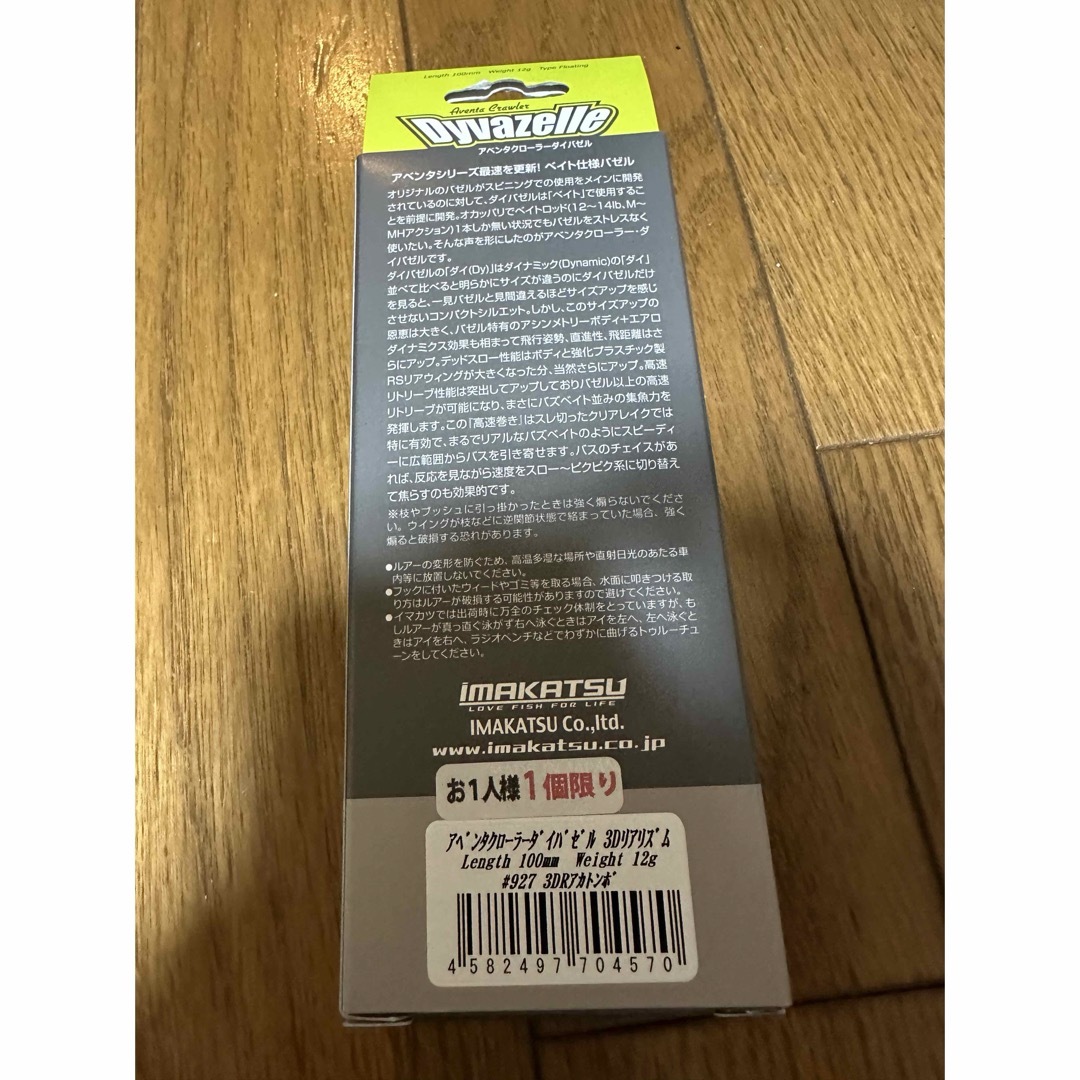 Length 100mm Weight 12g Type Floating
Aventa Crawler
Dyvazelle
アベンタクローラーダイバゼル
アベンタシリーズ最速を更新! ベイト仕様バゼル
オリジナルのバゼルがスピニングでの使用をメインに開発
されているのに対して、ダイバゼルは「ベイト」で使用するこ
とを前提に開発。オカッパリでベイトロッド(12〜14lb、M〜
MHアクション)1本しか無い状況でもバゼルをストレスなく
使いたい。そんな声を形にしたのがアベンタクローラー・ダ
イバゼルです。
ダイバゼルの「ダイ(Dy)」はダイナミック(Dynamic)の「ダイ」
並べて比べると明らかにサイズが違うのにダイバゼルだけ
を見ると、一見バゼルと見間違えるほどサイズアップを感じ
させないコンパクトシルエット。しかし、このサイズアップの
恩恵は大きく、バゼル特有のアシンメトリーボディ+エアロ
ダイナミクス効果も相まって飛行姿勢、直進性、飛距離はさ
らにアップ。デッドスロー性能はボディと強化プラスチック製
RSリアウィングが大きくなった分、当然さらにアップ。高速
リトリーブ性能は突出してアップしておりバゼル以上の高速
リトリーブが可能になり、まさにバズベイト並みの集魚力を
発揮します。この「高速巻き」はスレ切ったクリアレイクでは
特に有効で、まるでリアルなバズベイトのようにスピーディ
ーに広範囲からバスを引き寄せます。バスのチェイスがあ
れば、反応を見ながら速度をスロー〜ピクピク系に切り替え
て焦らすのも効果的です。
※枝やブッシュに引っ掛かったときは強く煽らないでくださ
い。ウイングが枝などに逆関節状態で絡まっていた場合、強く
煽ると破損する恐れがあります。
●ルアーの変形を防ぐため、高温多湿な場所や直射日光のあたる車
内等に放置しないでください。
●フックに付いたウィードやゴミ等を取る場合、水面に叩きつける取
り方はルアーが破損する可能性がありますので避けてください。
●イマカツでは出荷時に万全のチェック体制をとっていますが、も
しルアーが真っ直ぐ泳がず右へ泳ぐときはアイを左へ、左へ泳ぐと
きはアイを右へ、ラジオペンチなどでわずかに曲げるトゥルーチュ
ーンをしてください。
IMAKATSU
LOVE FISH FOR LIFE
IMAKATSU Co.,ltd.
www.imakatsu.co.jp
お1人様1個限り
ｱﾍﾞﾝﾀｸﾛｰﾗｰﾀﾞｲﾊﾞｾﾞﾙ 3Dﾘｱﾘｽﾞﾑ
Length 100mm Weight 12g
#927 3DRｱｶﾄﾝﾎﾞ
4 582497 704570